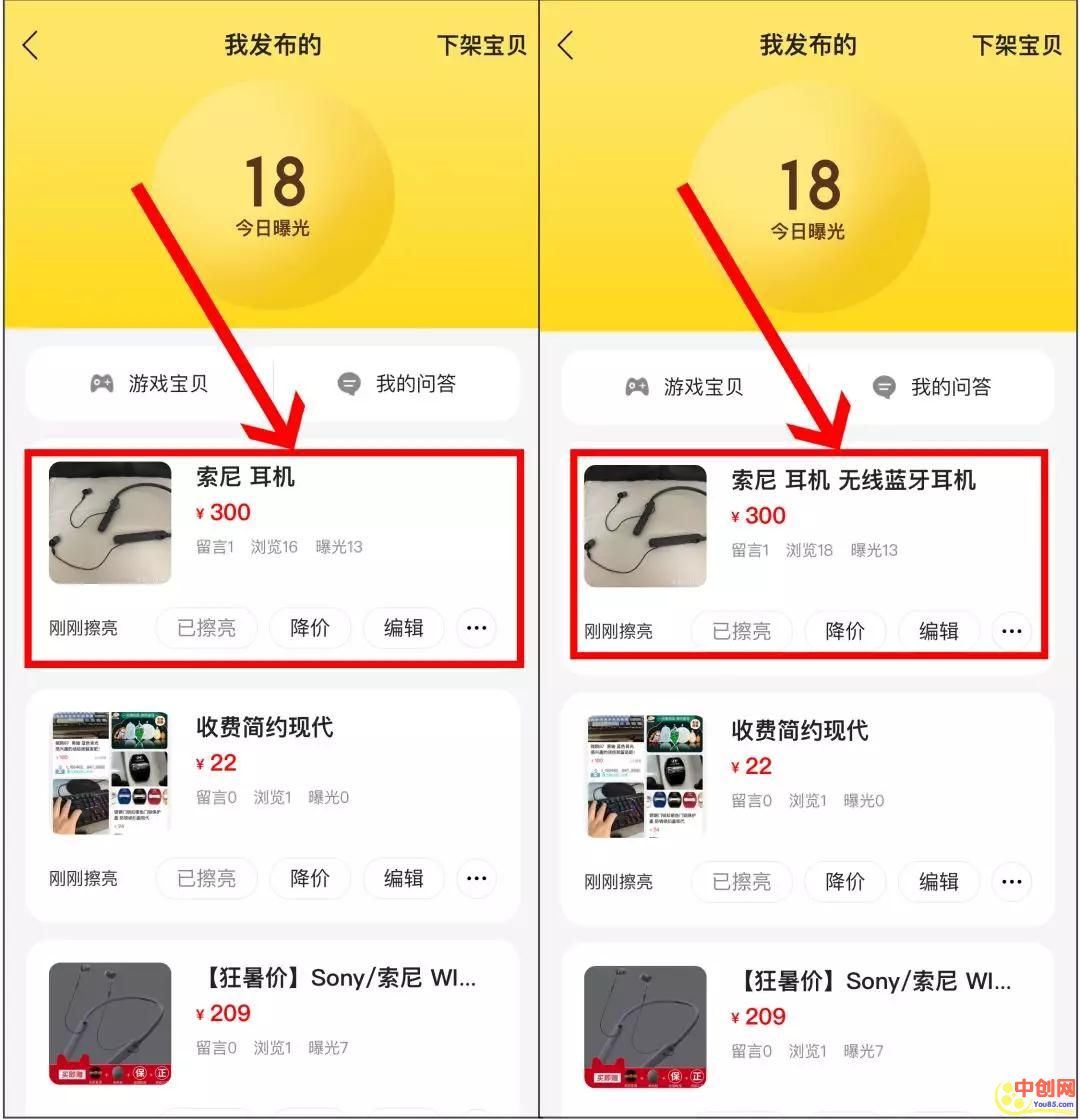 我发布的 下架宝贝
18
今日曝光
游戏宝贝 我的问答
索尼 耳机
¥ 300
留言1 浏览16 曝光13
刚刚擦亮 已擦亮 降价 编辑 ···
收费简约现代
¥ 22
留言0 浏览1 曝光0
刚刚擦亮 已擦亮 降价 编辑 ···
【狂暑价】Sony/索尼 WI...
¥ 209
留言0 浏览1 曝光7
买即赠
保
正
我发布的 下架宝贝
18
今日曝光
游戏宝贝 我的问答
索尼 耳机 无线蓝牙耳机
¥ 300
留言1 浏览18 曝光13
刚刚擦亮 已擦亮 降价 编辑 ···
收费简约现代
¥ 22
留言0 浏览1 曝光0
刚刚擦亮 已擦亮 降价 编辑 ···
【狂暑价】Sony/索尼 WI...
¥ 209
留言0 浏览1 曝光7
买即赠
保
正
中创网
You85.com